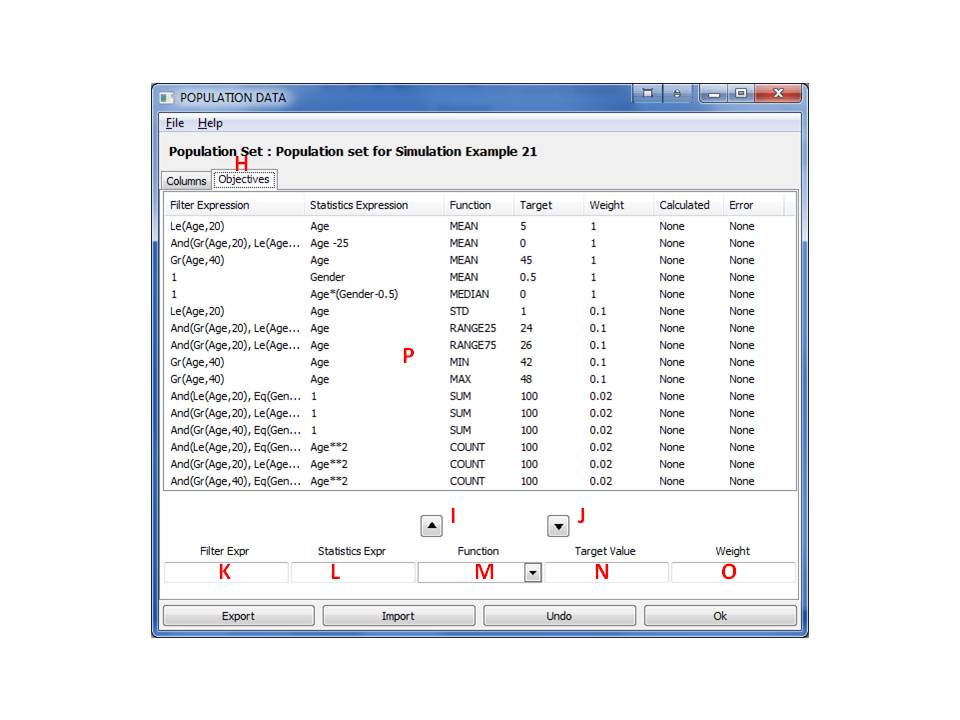 POPULATION DATA
File Help
Population Set : Population set for Simulation Example 21
H
Columns Objectives
Filter Expression Statistics Expression Function Target Weight Calculated Error
Le(Age,20) Age MEAN 5 1 None None
And(Gr(Age,20), Le(Age... Age -25 MEAN 0 1 None None
Gr(Age,40) Age MEAN 45 1 None None
1 Gender MEAN 0.5 1 None None
1 Age*(Gender-0.5) MEDIAN 0 1 None None
Le(Age,20) Age STD 1 0.1 None None
And(Gr(Age,20), Le(Age... Age RANGE25 24 0.1 None None
And(Gr(Age,20), Le(Age... Age RANGE75 26 0.1 None None
P
Gr(Age,40) Age MIN 42 0.1 None None
Gr(Age,40) Age MAX 48 0.1 None None
And(Le(Age,20), Eq(Gen... 1 SUM 100 0.02 None None
And(Gr(Age,20), Le(Age... 1 SUM 100 0.02 None None
And(Gr(Age,40), Eq(Gen... 1 SUM 100 0.02 None None
And(Le(Age,20), Eq(Gen... Age**2 COUNT 100 0.02 None None
And(Gr(Age,20), Le(Age... Age**2 COUNT 100 0.02 None None
And(Gr(Age,40), Eq(Gen... Age**2 COUNT 100 0.02 None None
I J
Filter Expr Statistics Expr Function Target Value Weight
K L M N O
Export Import Undo Ok